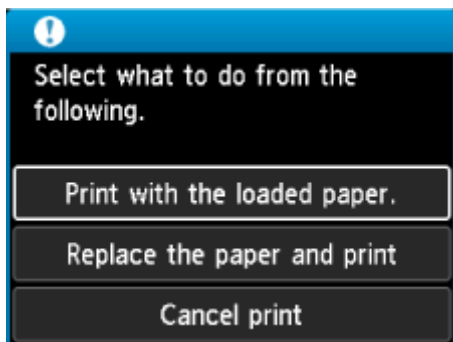 Select what to do from the
following.
Print with the loaded paper.
Replace the paper and print
Cancel print